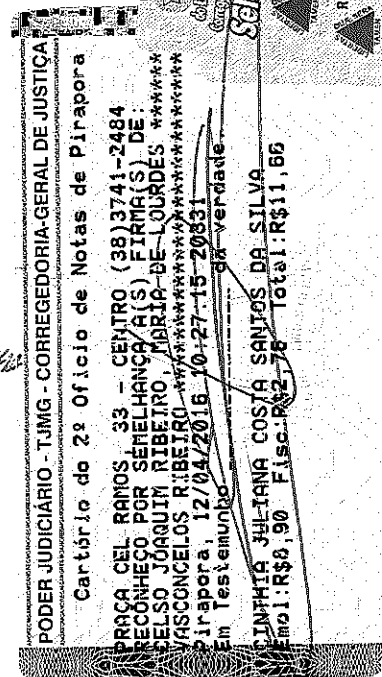 PODER JUDICIÁRIO - TJMG - CORREGEDORIA-GERAL DE JUSTIÇA
Cartório do 2º Ofício de Notas de Pirapora
PRAÇA CEL RAMOS, 33 - CENTRO (38)3741-2484
RECONHEÇO POR SEMELHANÇA A(S) FIRMA(S) DE:
CELSO JOAQUIM RIBEIRO, MARIA DE LOURDES ******
VASCONCELOS RIBEIRO
Pirapora, 12/04/2016 10:27:15 20831
Em Testemunho da verdade
CINTHIA JULIANA COSTA SANTOS DA SILVA
Emol:R$8,90 Fisc:R$2,76 Total:R$11,66
Sel